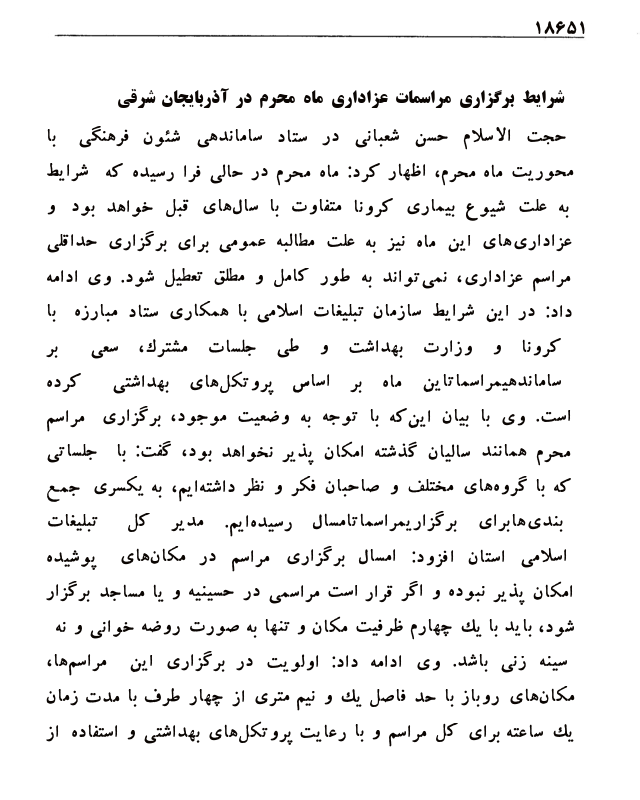 ۱۸۶۵۱
شرایط برگزاری مراسمات عزاداری ماه محرم در آذربایجان شرقی
حجت الاسلام حسن شعبانی در ستاد ساماندهی شئون فرهنگی با
محوریت ماه محرم، اظهار کرد: ماه محرم در حالی فرا رسیده که شرایط
به علت شیوع بیماری کرونا متفاوت با سال‌های قبل خواهد بود و
عزاداری‌های این ماه نیز به علت مطالبه عمومی برای برگزاری حداقلی
مراسم عزاداری، نمی‌تواند به طور کامل و مطلق تعطیل شود. وی ادامه
داد: در این شرایط سازمان تبلیغات اسلامی با همکاری ستاد مبارزه با
کرونا و وزارت بهداشت و طی جلسات مشترك، سعی بر
ساماندهیمراسماتاین ماه بر اساس پروتکل‌های بهداشتی کرده
است. وی با بیان این‌که با توجه به وضعیت موجود، برگزاری مراسم
محرم همانند سالیان گذشته امکان پذیر نخواهد بود، گفت: با جلساتی
که با گروه‌های مختلف و صاحبان فکر و نظر داشته‌ایم، به یکسری جمع
بندی‌هابرای برگزاریمراسماتامسال رسیده‌ایم. مدیر کل تبلیغات
اسلامی استان افزود: امسال برگزاری مراسم در مکان‌های پوشیده
امکان پذیر نبوده و اگر قرار است مراسمی در حسینیه و یا مساجد برگزار
شود، باید با یك چهارم ظرفیت مکان و تنها به صورت روضه خوانی و نه
سینه زنی باشد. وی ادامه داد: اولویت در برگزاری این مراسم‌ها،
مکان‌های روباز با حد فاصل یك و نیم متری از چهار طرف با مدت زمان
یك ساعته برای کل مراسم و با رعایت پروتکل‌های بهداشتی و استفاده از